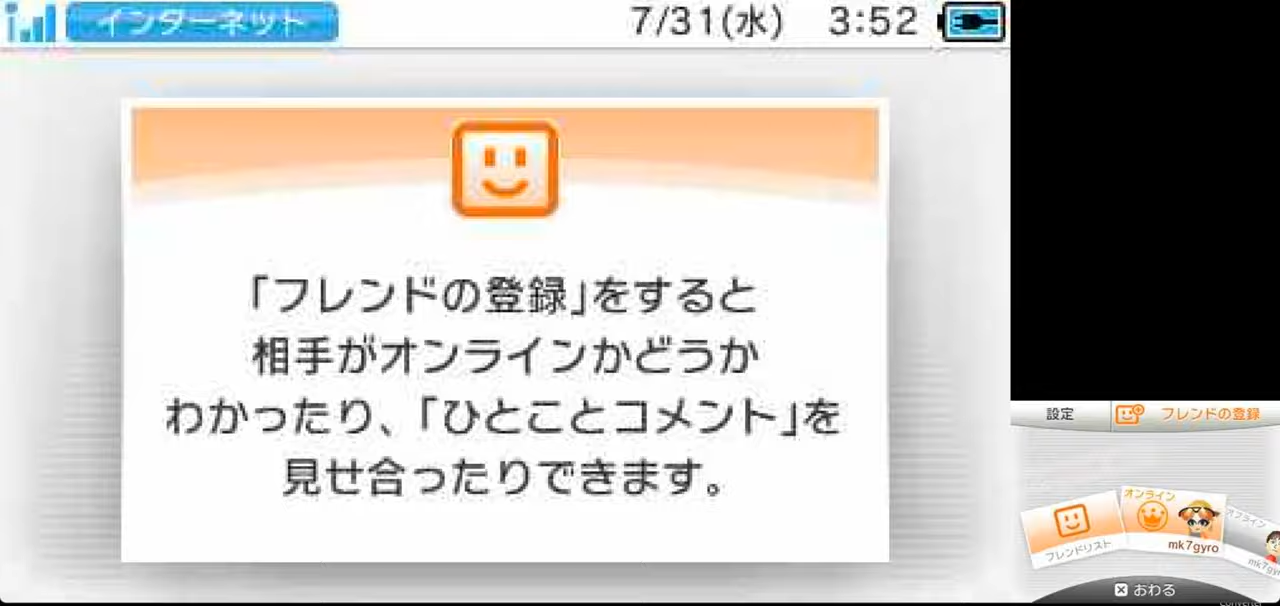 インターネット
7/31(水) 3:52
「フレンドの登録」をすると
相手がオンラインかどうか
わかったり、「ひとことコメント」を
見せ合ったりできます。
設定
フレンドの登録
オンライン
オフライン
フレンドリスト
mk7gyro
mk7gy
おわる